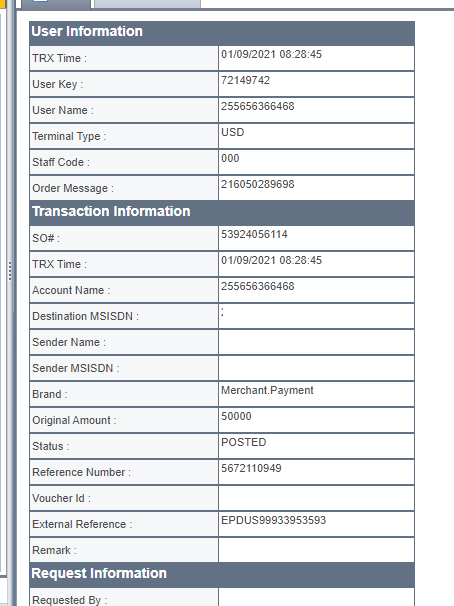 User Information
TRX Time : 01/09/2021 08:28:45
User Key : 72149742
User Name : 255656366468
Terminal Type : USD
Staff Code : 000
Order Message : 216050289698
Transaction Information
SO# : 53924056114
TRX Time : 01/09/2021 08:28:45
Account Name : 255656366468
Destination MSISDN : ;
Sender Name :
Sender MSISDN :
Brand : Merchant.Payment
Original Amount : 50000
Status : POSTED
Reference Number : 5672110949
Voucher Id :
External Reference : EPDUS99933953593
Remark :
Request Information
Requested By :